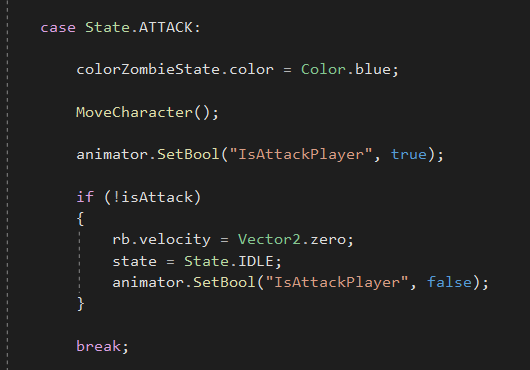 case State.ATTACK:
colorZombieState.color = Color.blue;
MoveCharacter();
animator.SetBool("IsAttackPlayer", true);
if (!isAttack)
{
rb.velocity = Vector2.zero;
state = State.IDLE;
animator.SetBool("IsAttackPlayer", false);
}
break;